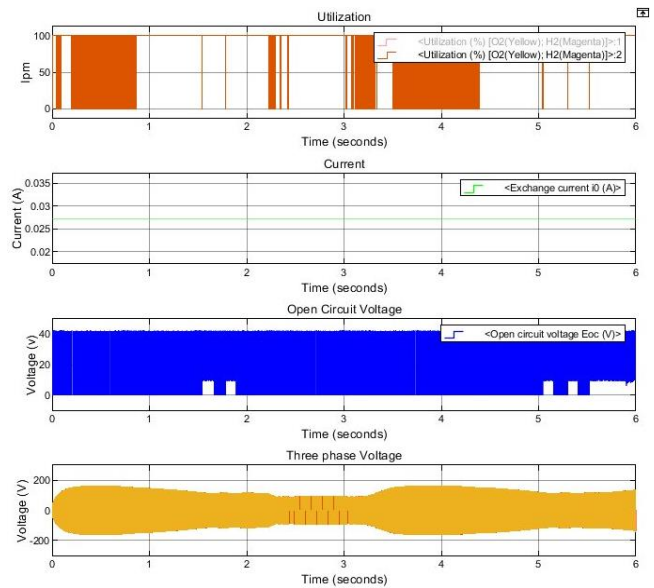 Utilization
<Utilization (%) [O2(Yellow); H2(Magenta)]>:1
<Utilization (%) [O2(Yellow); H2(Magenta)]>:2
100
50
0
lpm
0 1 2 3 4 5 6
Time (seconds)
Current
<Exchange current i0 (A)>
0.035
0.03
0.025
0.02
Current (A)
0 1 2 3 4 5 6
Time (seconds)
Open Circuit Voltage
<Open circuit voltage Eoc (V)>
40
20
0
Voltage (v)
0 1 2 3 4 5 6
Time (seconds)
Three phase Voltage
200
0
-200
Voltage (V)
0 1 2 3 4 5 6
Time (seconds)